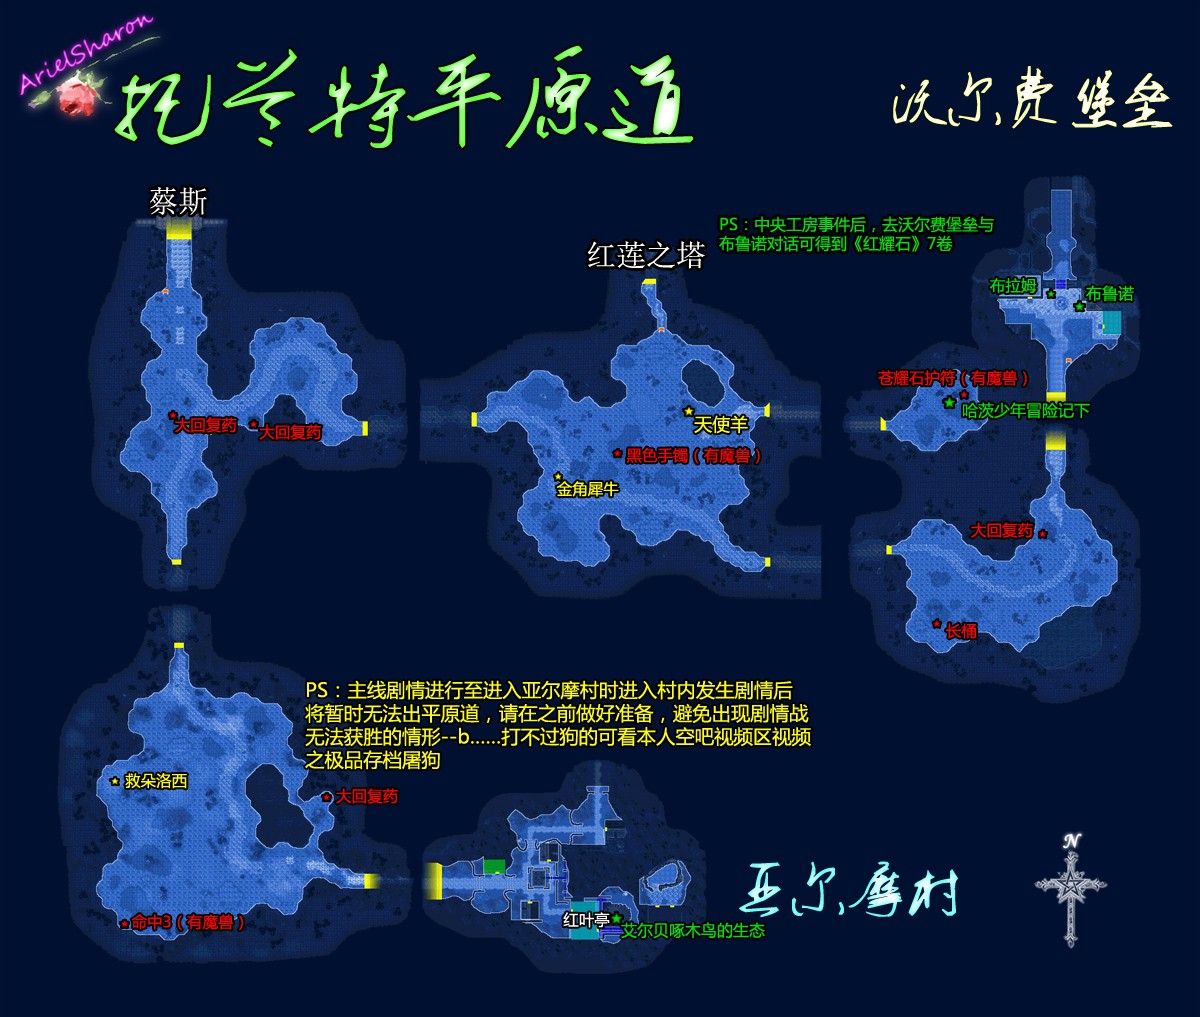 ArielSharon
托兰特平原道
沃尔费堡垒
蔡斯
红莲之塔
PS：中央工房事件后，去沃尔费堡垒与
布鲁诺对话可得到《红耀石》7卷
布拉姆
布鲁诺
苍耀石护符（有魔兽）
哈茨少年冒险记下
大回复药
大回复药
天使羊
黑色手镯（有魔兽）
金角犀牛
大回复药
长桶
PS：主线剧情进行至进入亚尔摩村时进入村内发生剧情后
将暂时无法出平原道，请在之前做好准备，避免出现剧情战
无法获胜的情形--b......打不过狗的可看本人空吧视频区视频
之极品存档屠狗
救朵洛西
大回复药
命中3（有魔兽）
N
亚尔摩村
红叶亭
艾尔贝啄木鸟的生态